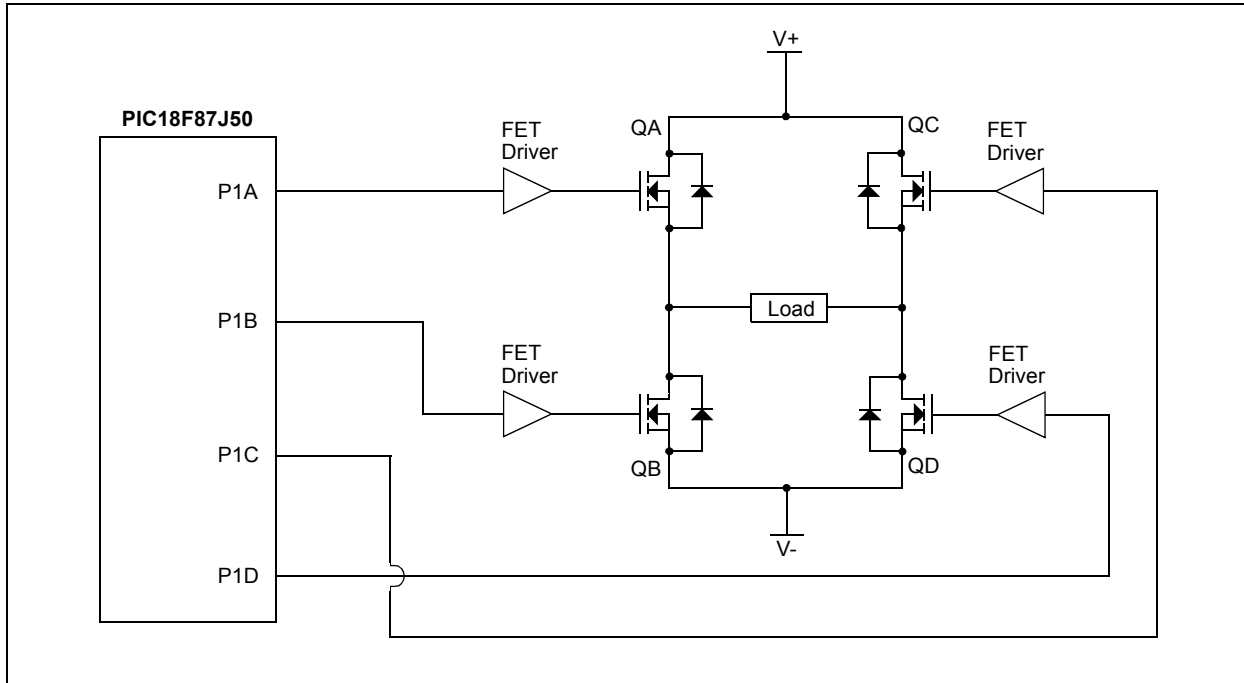 V+
PIC18F87J50
QA
FET
Driver
QC
FET
Driver
P1A
P1B
Load
FET
Driver
FET
Driver
P1C
QB
QD
V-
P1D